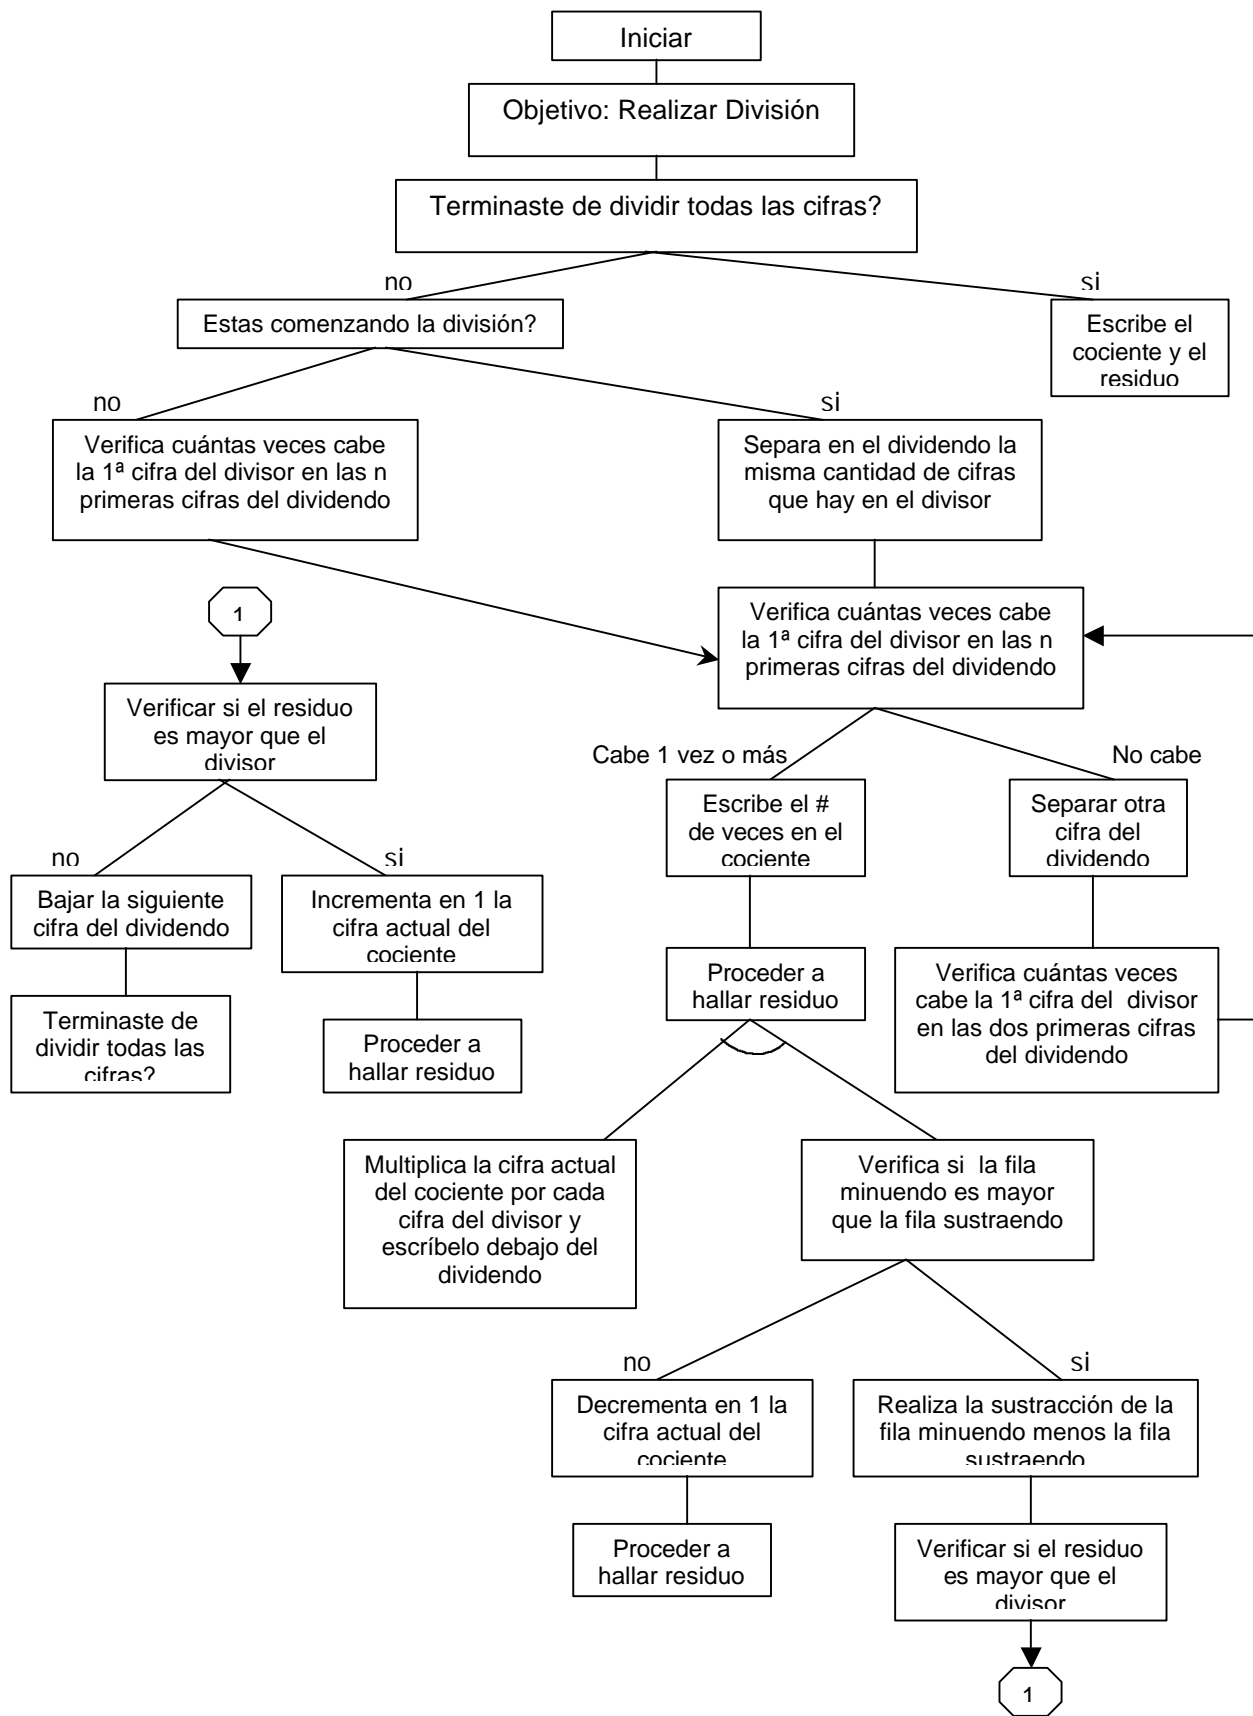 Iniciar
Objetivo: Realizar División
Terminaste de dividir todas las cifras?
no
si
Estas comenzando la división?
Escribe el
cociente y el
residuo
no
si
Verifica cuántas veces cabe
la 1ª cifra del divisor en las n
primeras cifras del dividendo
Separa en el dividendo la
misma cantidad de cifras
que hay en el divisor
1
Verifica cuántas veces cabe
la 1ª cifra del divisor en las n
primeras cifras del dividendo
Verificar si el residuo
es mayor que el
divisor
Cabe 1 vez o más
No cabe
Escribe el #
de veces en el
cociente
Separar otra
cifra del
dividendo
no
si
Bajar la siguiente
cifra del dividendo
Incrementa en 1 la
cifra actual del
cociente
Proceder a
hallar residuo
Verifica cuántas veces
cabe la 1ª cifra del divisor
en las dos primeras cifras
del dividendo
Terminaste de
dividir todas las
cifras?
Proceder a
hallar residuo
Multiplica la cifra actual
del cociente por cada
cifra del divisor y
escríbelo debajo del
dividendo
Verifica si la fila
minuendo es mayor
que la fila sustraendo
no
si
Decrementa en 1 la
cifra actual del
cociente
Realiza la sustracción de la
fila minuendo menos la fila
sustraendo
Proceder a
hallar residuo
Verificar si el residuo
es mayor que el
divisor
1